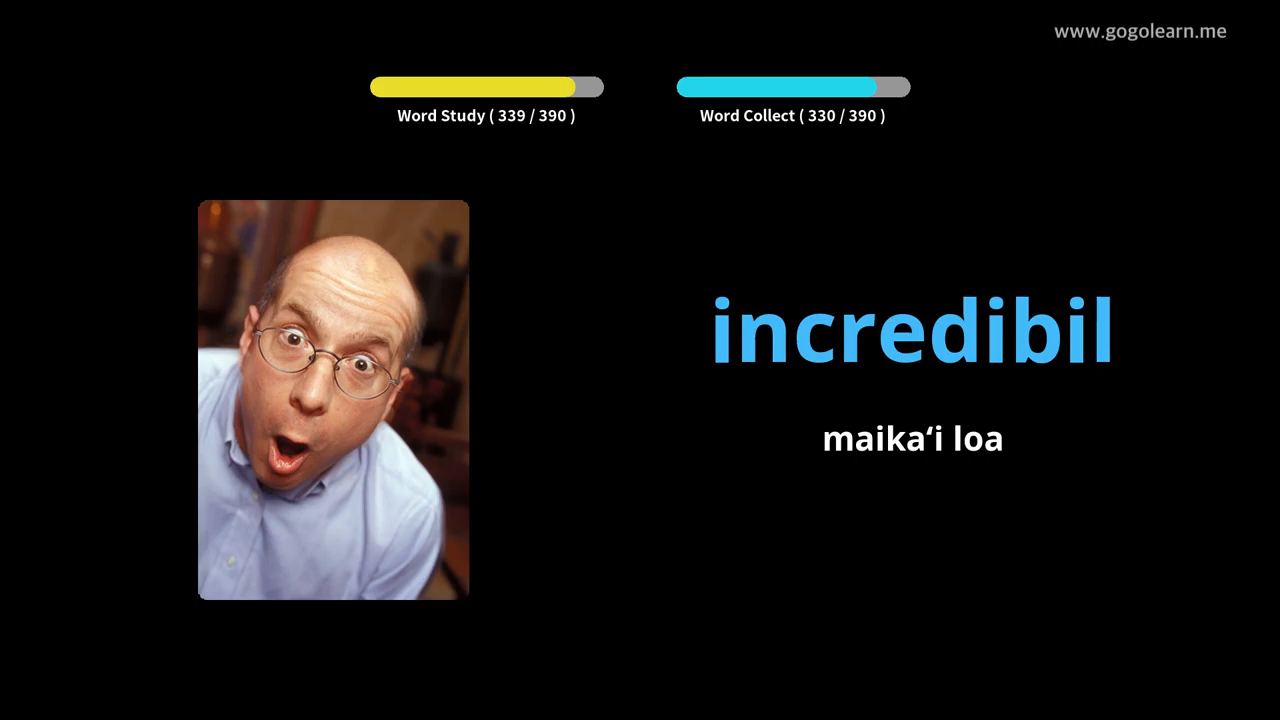 www.gogolearn.me
Word Study ( 339 / 390 )
Word Collect ( 330 / 390 )
incredibil
maikaʻi loa